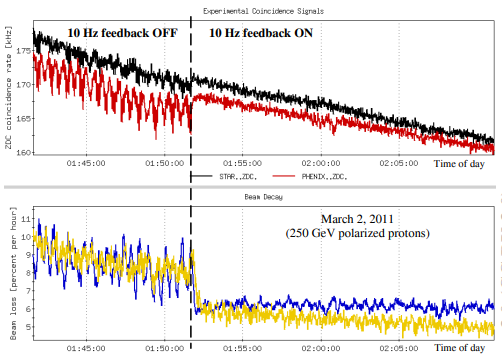 Experimental Coincidence Signals
10 Hz feedback OFF
10 Hz feedback ON
ZDC coincidence rate [kHz]
175
170
165
160
01:45:00
01:50:00
01:55:00
02:00:00
02:05:00
Time of day
STAR,,ZDC,
PHENIX,,ZDC,
Beam Decay
March 2, 2011
(250 GeV polarized protons)
Beam loss [percent per hour]
11
10
9
8
7
6
5
01:45:00
01:50:00
01:55:00
02:00:00
02:05:00
Time of day